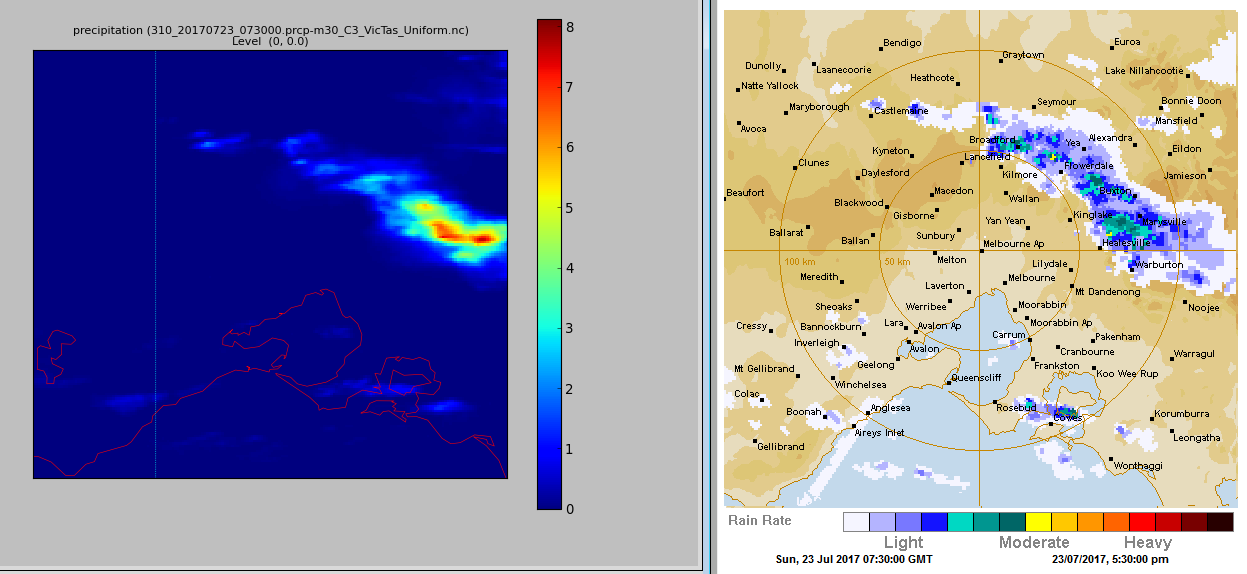 precipitation (310_20170723_073000.prcp-m30_C3_VicTas_Uniform.nc)
Level (0, 0.0)
8
7
6
5
4
3
2
1
0
Bendigo
Euroa
Graytown
Dunolly
Laanecoorie
Lake Nillahcootie
Heathcote
Natte Yallock
Maryborough
Castlemaine
Seymour
Bonnie Doon
Mansfield
Avoca
Broadford
Yea
Alexandra
Kyneton
Lancefield
Eildon
Clunes
Flowerdale
Daylesford
Kilmore
Jamieson
Beaufort
Macedon
Buxton
Wallan
Blackwood
Gisborne
Kinglake
Marysville
Yan Yean
Ballarat
Ballan
Sunbury
Melbourne Ap
Healesville
100 km
50 km
Melton
Lilydale
Warburton
Meredith
Melbourne
Laverton
Mt Dandenong
Sheoaks
Werribee
Moorabbin
Noojee
Cressy
Bannockburn
Lara
Avalon Ap
Moorabbin Ap
Inverleigh
Carrum
Pakenham
Avalon
Cranbourne
Warragul
Mt Gellibrand
Geelong
Frankston
Koo Wee Rup
Winchelsea
Queenscliff
Colac
Boonah
Anglesea
Rosebud
Cowes
Korumburra
Aireys Inlet
Leongatha
Gellibrand
Wonthaggi
Rain Rate
Light
Moderate
Heavy
Sun, 23 Jul 2017 07:30:00 GMT
23/07/2017, 5:30:00 pm